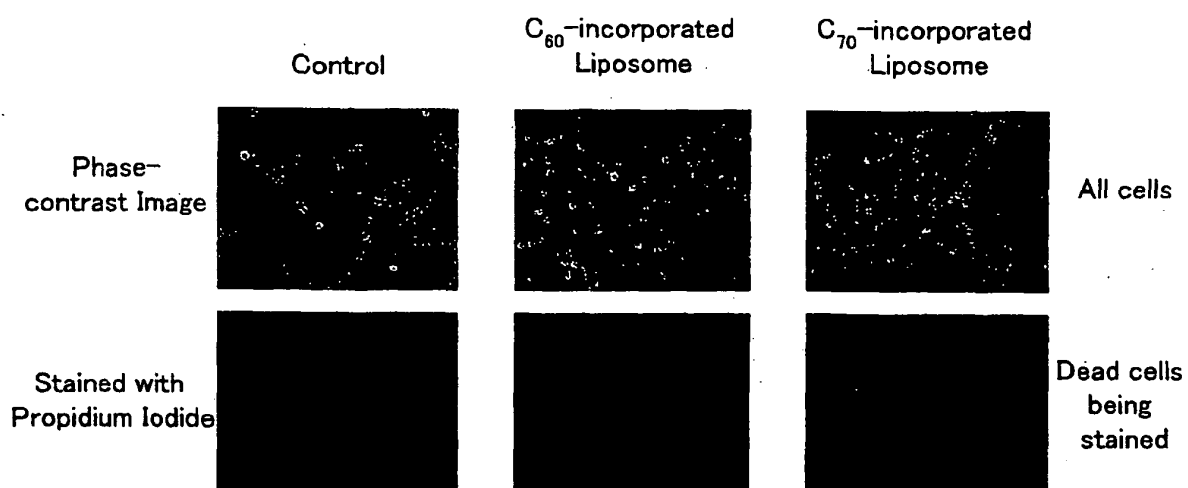 Control
C₆₀-incorporated
Liposome
C₇₀-incorporated
Liposome
Phase-
contrast Image
All cells
Stained with
Propidium Iodide
Dead cells
being
stained